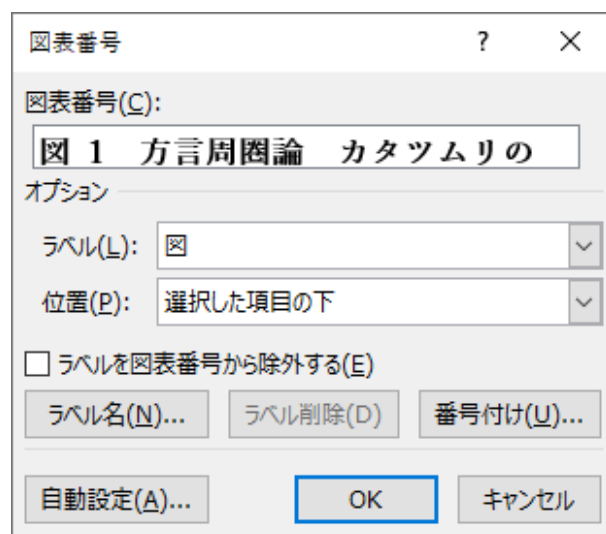 図表番号 ?
図表番号(C):
図 1　方言周圏論　カタツムリの
オプション
ラベル(L): 図
位置(P): 選択した項目の下
ラベルを図表番号から除外する(E)
ラベル名(N)... ラベル削除(D) 番号付け(U)...
自動設定(A)... OK キャンセル